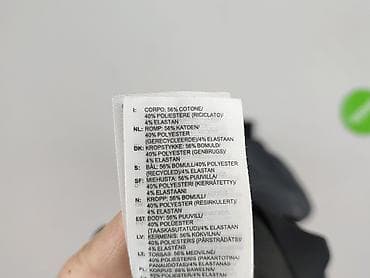 I: CORPO: 56% COTONE/
40% POLIESTERE (RICICLATO)/
4% ELASTAN
NL: ROMP: 56% KATOEN/
40% POLYESTER
(GERECYCLEERDE)/4% ELASTAAN
DK: KROPSTYKKE: 56% BOMULD/
40% POLYESTER (GENBRUGS)/
4% ELASTAN
S: BÅL: 56% BOMULL/
40% POLYESTER
(RECYCLED)/4% ELASTAN
SF: MIEHUSTA: 56% PUUVILLA/
40% POLYESTERI (KIERRÄTETTY)/
4% ELASTAANI
N: KROPP: 56% BOMULL/
40% POLYESTER (RESIRKULERT)/
4% ELASTAN
EST: BODY: 56% PUUVILL/
40% POLÜESTER
(TAASKASUTATUD)/4% ELASTAAN
LV: ĶERMENIS: 56% KOKVILNA/
40% POLIESTERS (PĀRSTRĀDĀTS)/
4% ELASTĀNS
LT: TORSAS: 56% MEDVILNĖ/
40% POLIESTERIS (PAKARTOTINAI
PANAUDOTAS)/4% ELASTANAS
KORPUS: 56% BAWEŁNA/